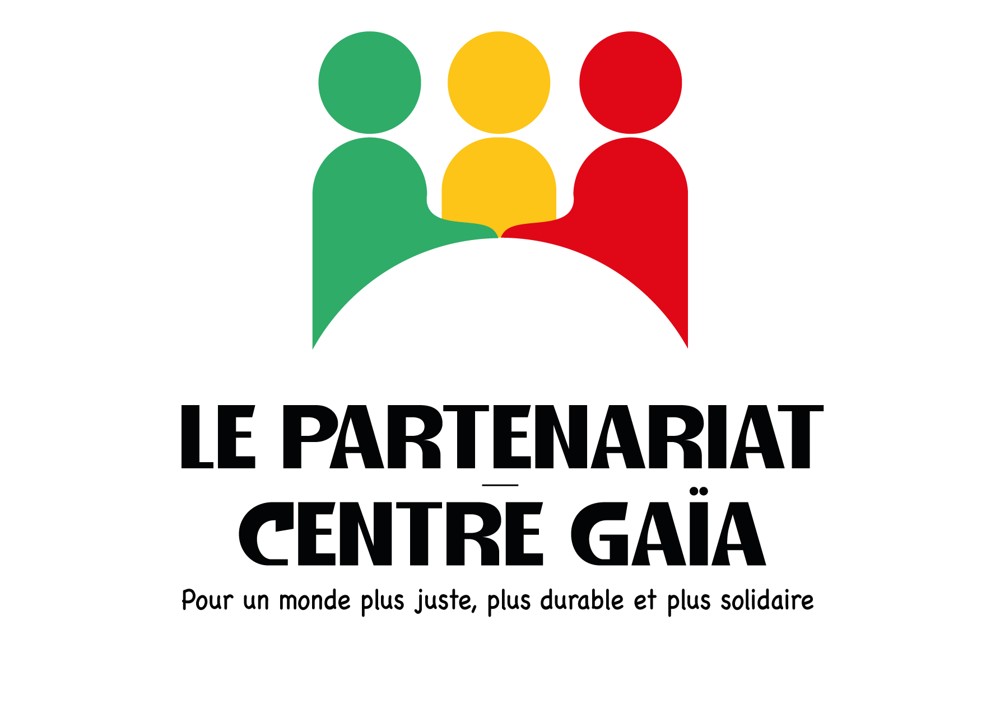 LE PARTENARIAT
—
CENTRE GAÏA
Pour un monde plus juste, plus durable et plus solidaire